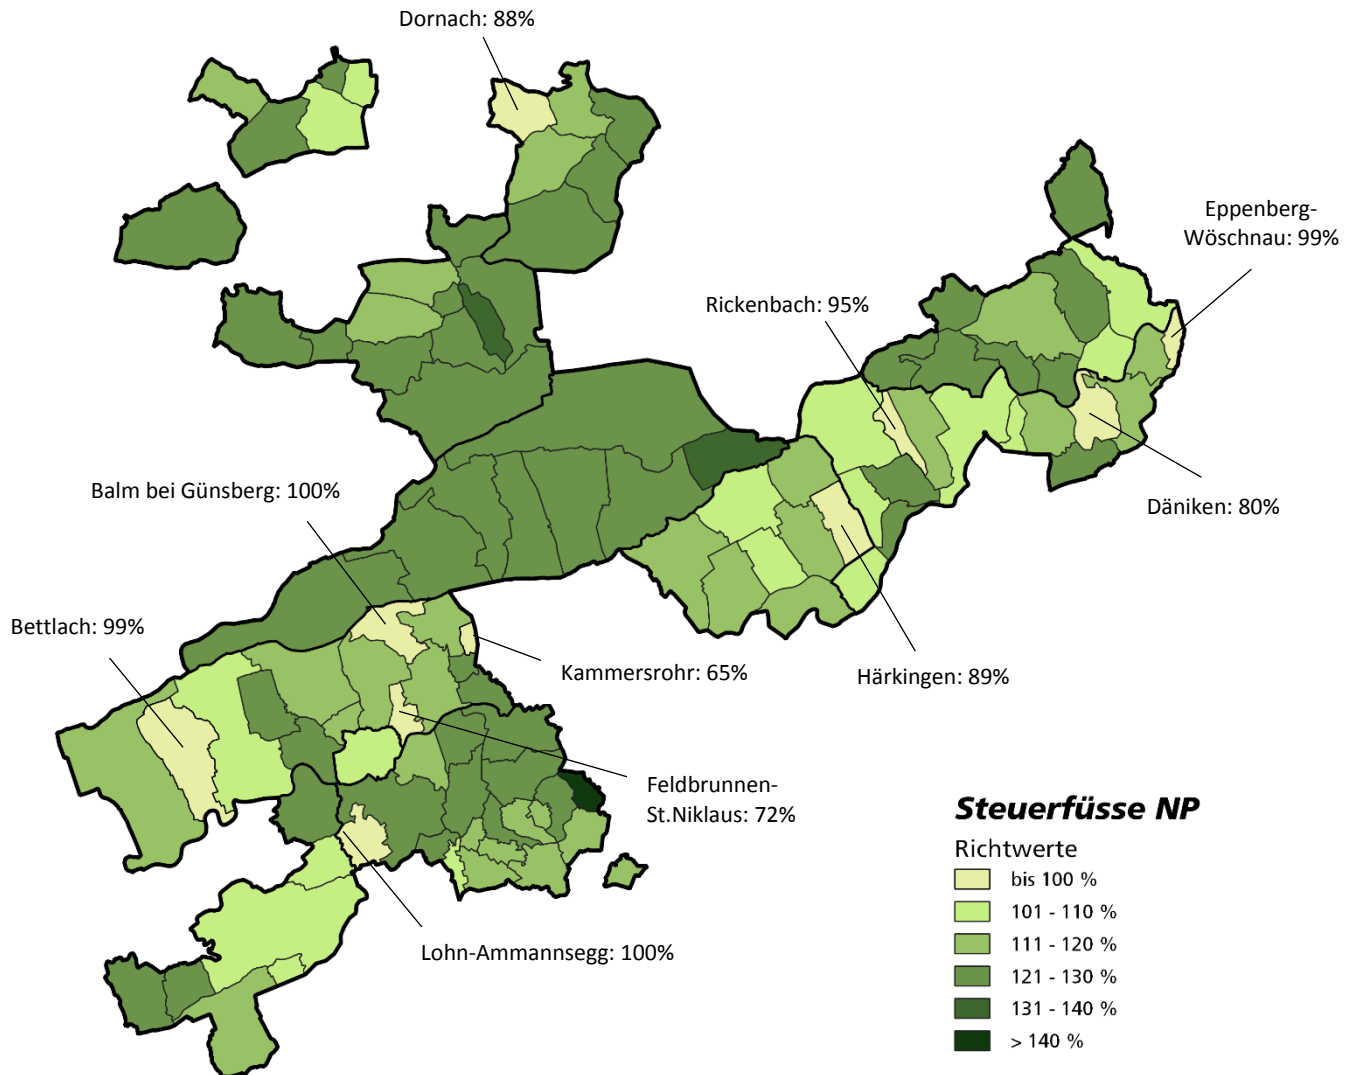 Dornach: 88%
Eppenberg-
Wöschnau: 99%
Rickenbach: 95%
Balm bei Günsberg: 100%
Däniken: 80%
Bettlach: 99%
Kammersrohr: 65%
Härkingen: 89%
Feldbrunnen-
St.Niklaus: 72%
Lohn-Ammannsegg: 100%
Steuerfüsse NP
Richtwerte
bis 100 %
101 - 110 %
111 - 120 %
121 - 130 %
131 - 140 %
> 140 %